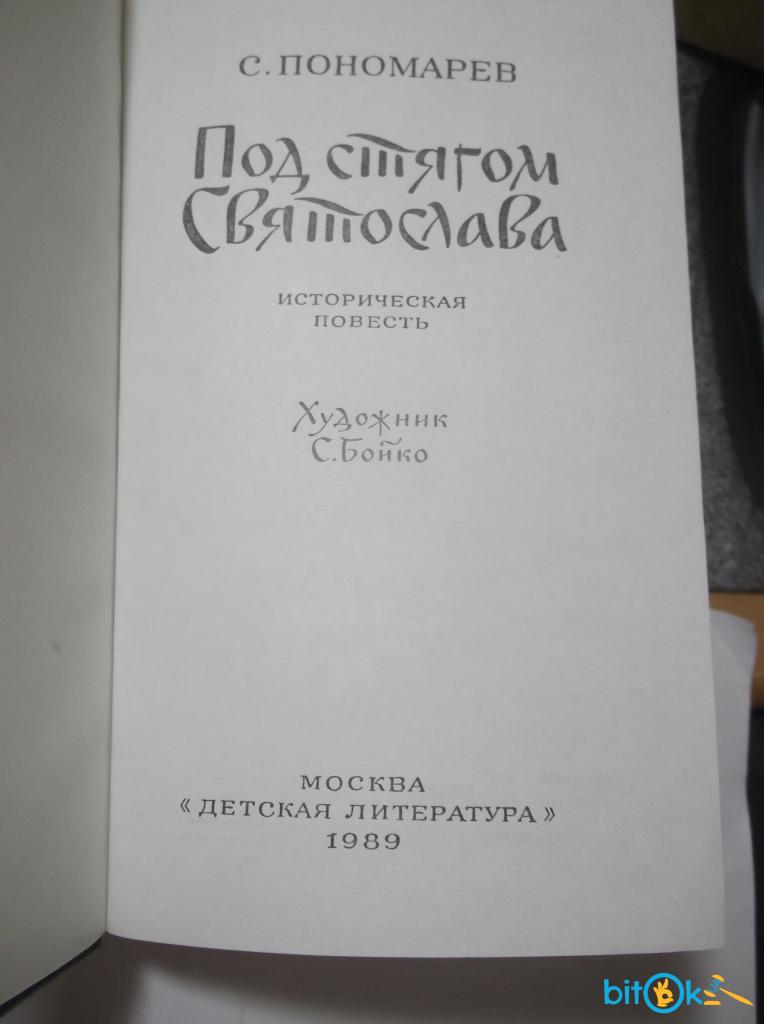 С. ПОНОМАРЕВ
Под стягом
Святослава
ИСТОРИЧЕСКАЯ
ПОВЕСТЬ
Художник
С. Бойко
МОСКВА
«ДЕТСКАЯ ЛИТЕРАТУРА»
1989
bitOk